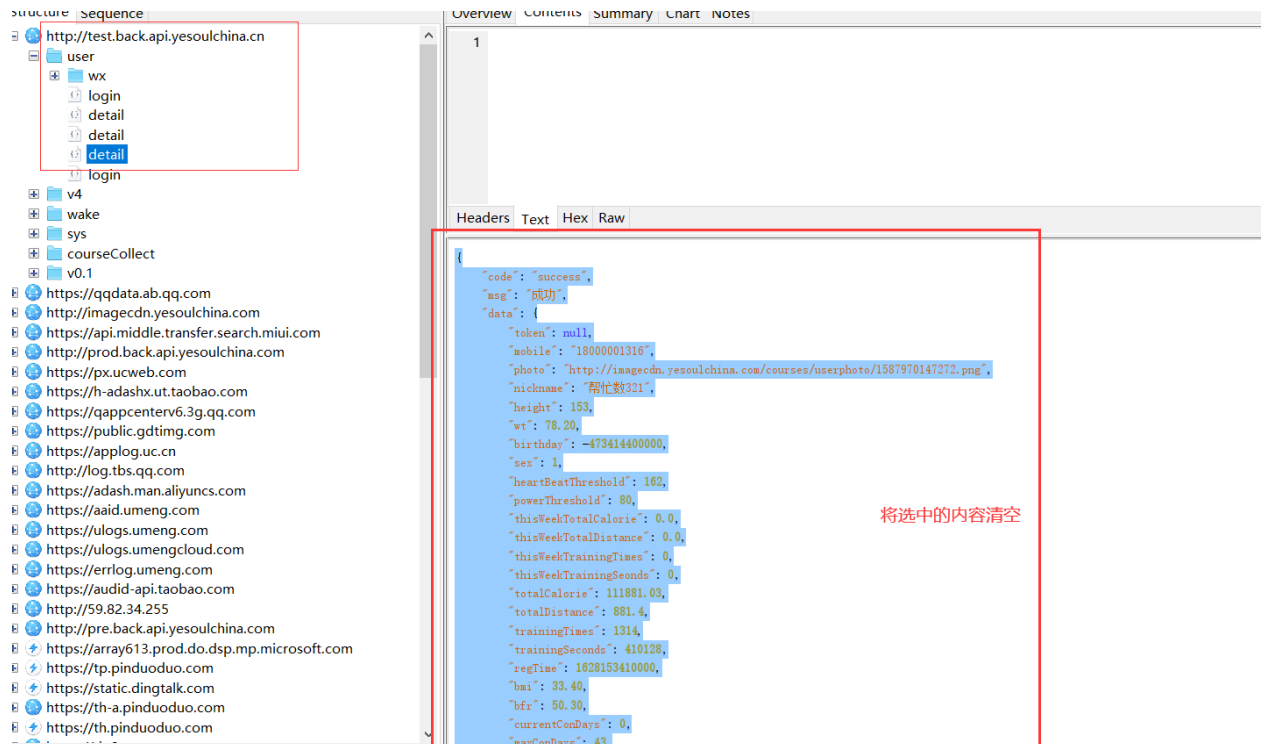 Structure Sequence
http://test.back.api.yesoulchina.cn
user
wx
login
detail
detail
detail
login
v4
wake
sys
courseCollect
v0.1
https://qqdata.ab.qq.com
http://imagecdn.yesoulchina.com
https://api.middle.transfer.search.miui.com
http://prod.back.api.yesoulchina.com
https://px.ucweb.com
https://h-adashx.ut.taobao.com
https://qappcenterv6.3g.qq.com
https://public.gdtimg.com
https://applog.uc.cn
http://log.tbs.qq.com
https://adash.man.aliyuncs.com
https://aaid.umeng.com
https://ulogs.umeng.com
https://ulogs.umengcloud.com
https://errlog.umeng.com
https://audid-api.taobao.com
http://59.82.34.255
http://pre.back.api.yesoulchina.com
https://array613.prod.do.dsp.mp.microsoft.com
https://tp.pinduoduo.com
https://static.dingtalk.com
https://th-a.pinduoduo.com
https://th.pinduoduo.com
Overview Contents Summary Chart Notes
1
Headers Text Hex Raw
{
"code": "success",
"msg": "成功",
"data": {
"token": null,
"mobile": "18000001316",
"photo": "http://imagecdn.yesoulchina.com/courses/userphoto/1587970147272.png",
"nickname": "帮忙数321",
"height": 153,
"wt": 78.20,
"birthday": -473414400000,
"sex": 1,
"heartBeatThreshold": 162,
"powerThreshold": 80,
"thisWeekTotalCalorie": 0.0,
"thisWeekTotalDistance": 0.0,
"thisWeekTrainingTimes": 0,
"thisWeekTrainingSeonds": 0,
"totalCalorie": 111881.03,
"totalDistance": 881.4,
"trainingTimes": 1314,
"trainingSeconds": 410128,
"regTime": 1628153410000,
"bmi": 33.40,
"bfr": 50.30,
"currentConDays": 0,
"maxConDays": 43,
将选中的内容清空